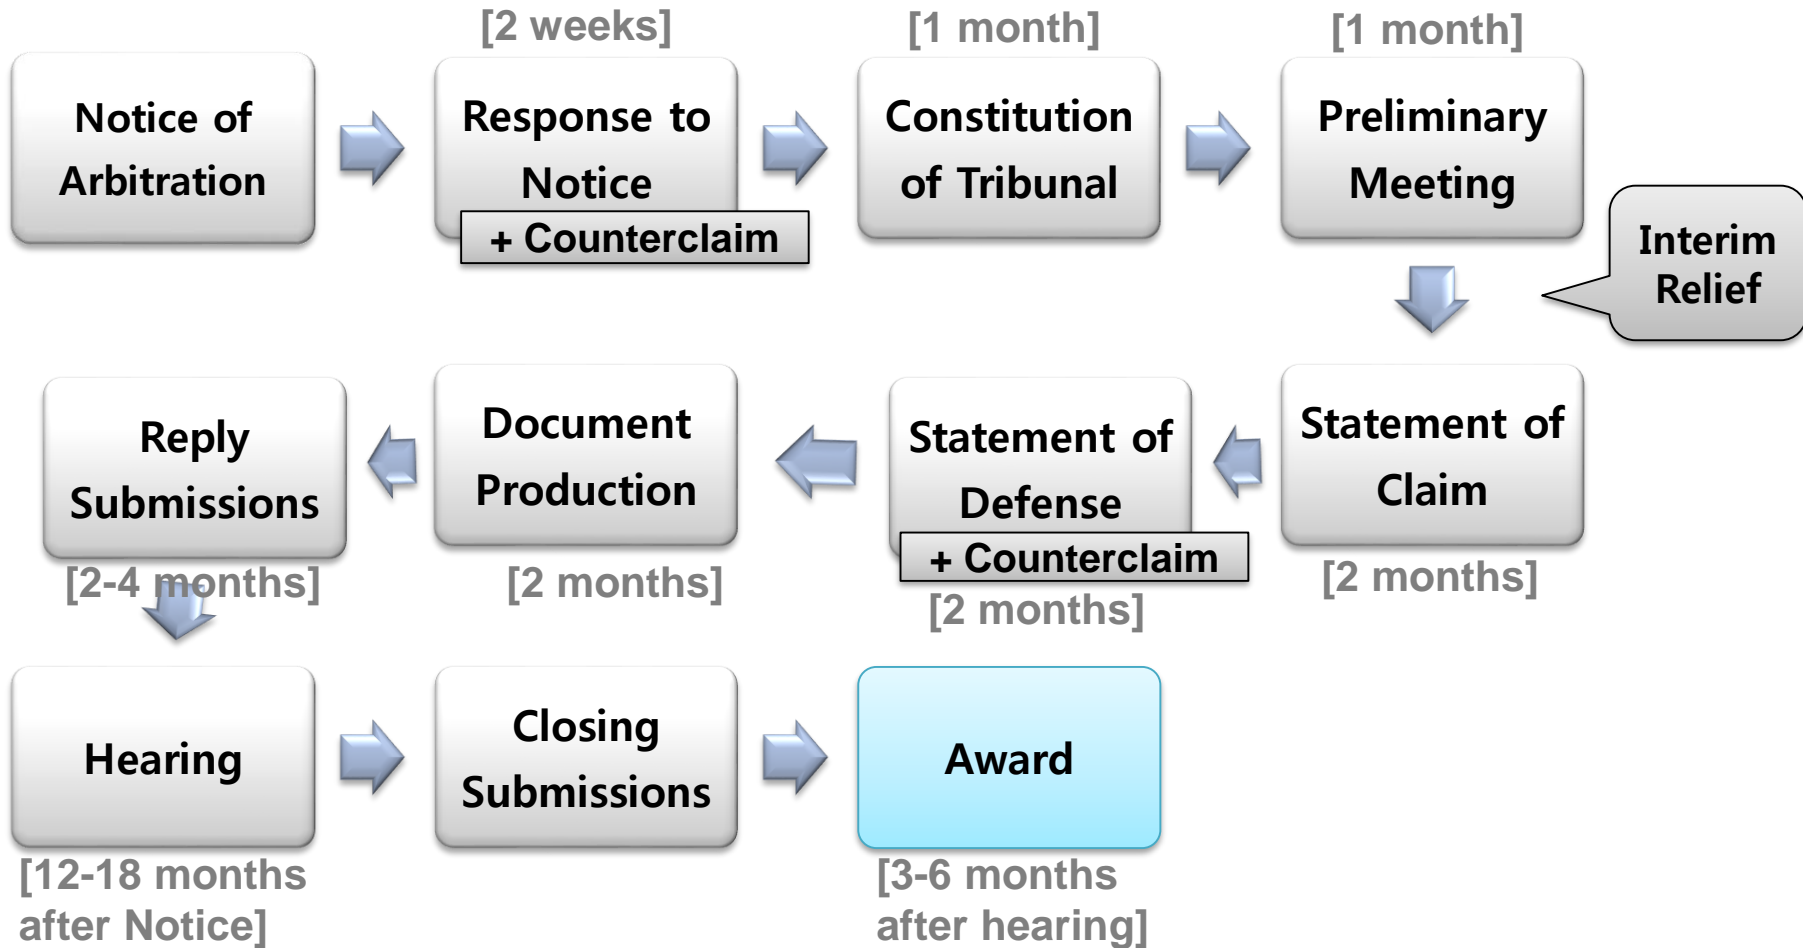 [2 weeks]
[1 month]
[1 month]
Notice of
Arbitration
Response to
Notice
+ Counterclaim
Constitution
of Tribunal
Preliminary
Meeting
Interim
Relief
Statement of
Claim
[2 months]
Statement of
Defense
+ Counterclaim
[2 months]
Document
Production
[2 months]
Reply
Submissions
[2-4 months]
Hearing
[12-18 months
after Notice]
Closing
Submissions
Award
[3-6 months
after hearing]